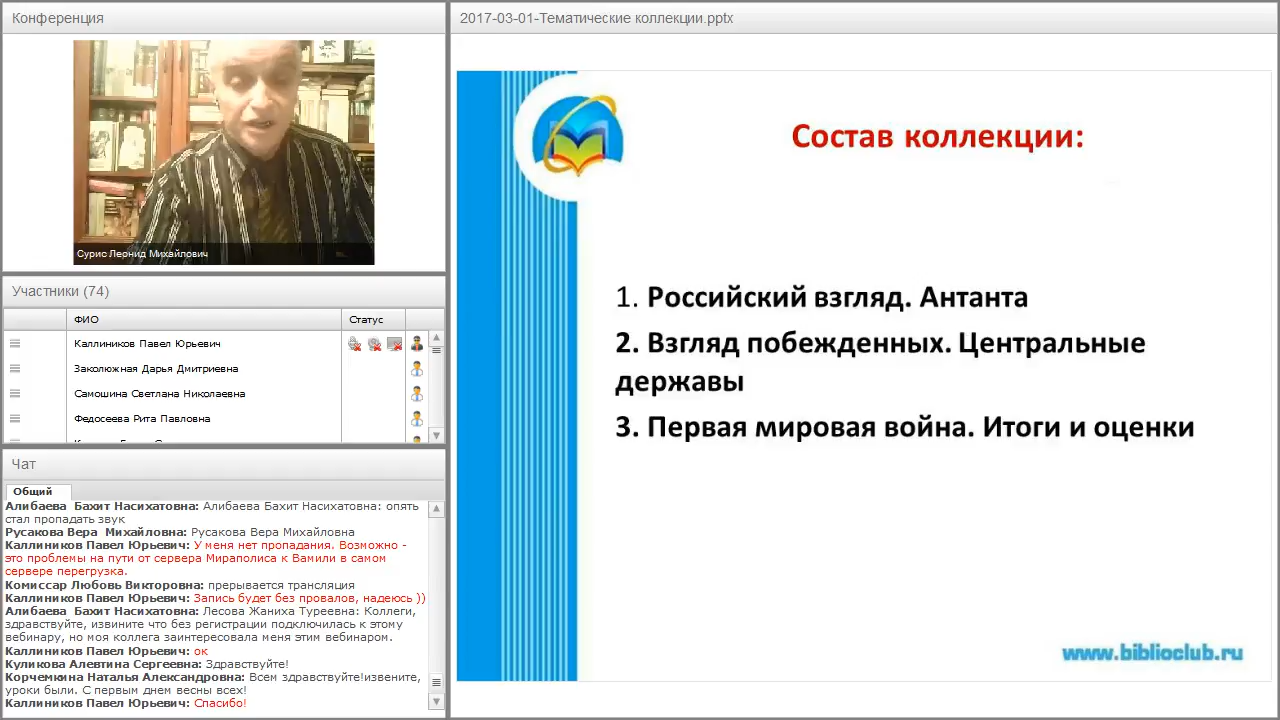 Конференция
Сурис Леонид Михайлович
Участники (74)
ФИО
Статус
Каллиников Павел Юрьевич
Заколюжная Дарья Дмитриевна
Самошина Светлана Николаевна
Федосеева Рита Павловна
Чат
Общий
Алибаева Бахит Насихатовна: Алибаева Бахит Насихатовна: опять
стал пропадать звук
Русакова Вера Михайловна: Русакова Вера Михайловна
Каллиников Павел Юрьевич: У меня нет пропадания. Возможно -
это проблемы на пути от сервера Мираполиса к Вамили в самом
сервере перегрузка.
Комиссар Любовь Викторовна: прерывается трансляция
Каллиников Павел Юрьевич: Запись будет без провалов, надеюсь ))
Алибаева Бахит Насихатовна: Лесова Жаниха Туреевна: Коллеги,
здравствуйте, извините что без регистрации подключилась к этому
вебинару, но моя коллега заинтересовала меня этим вебинаром.
Каллиников Павел Юрьевич: ок
Куликова Алевтина Сергеевна: Здравствуйте!
Корчемкина Наталья Александровна: Всем здравствуйте!извените,
уроки были. С первым днем весны всех!
Каллиников Павел Юрьевич: Спасибо!
2017-03-01-Тематические коллекции.pptx
Состав коллекции:
1. Российский взгляд. Антанта
2. Взгляд побежденных. Центральные
державы
3. Первая мировая война. Итоги и оценки
www.biblioclub.ru